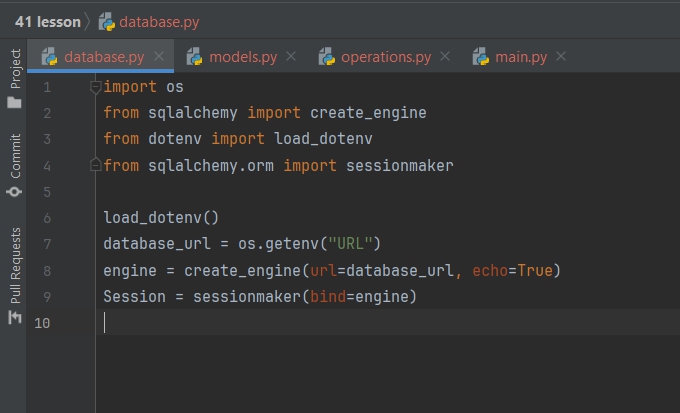 41 lesson database.py
database.py models.py operations.py main.py
Project
Commit
Pull Requests
1 import os
2 from sqlalchemy import create_engine
3 from dotenv import load_dotenv
4 from sqlalchemy.orm import sessionmaker
5
6 load_dotenv()
7 database_url = os.getenv("URL")
8 engine = create_engine(url=database_url, echo=True)
9 Session = sessionmaker(bind=engine)
10